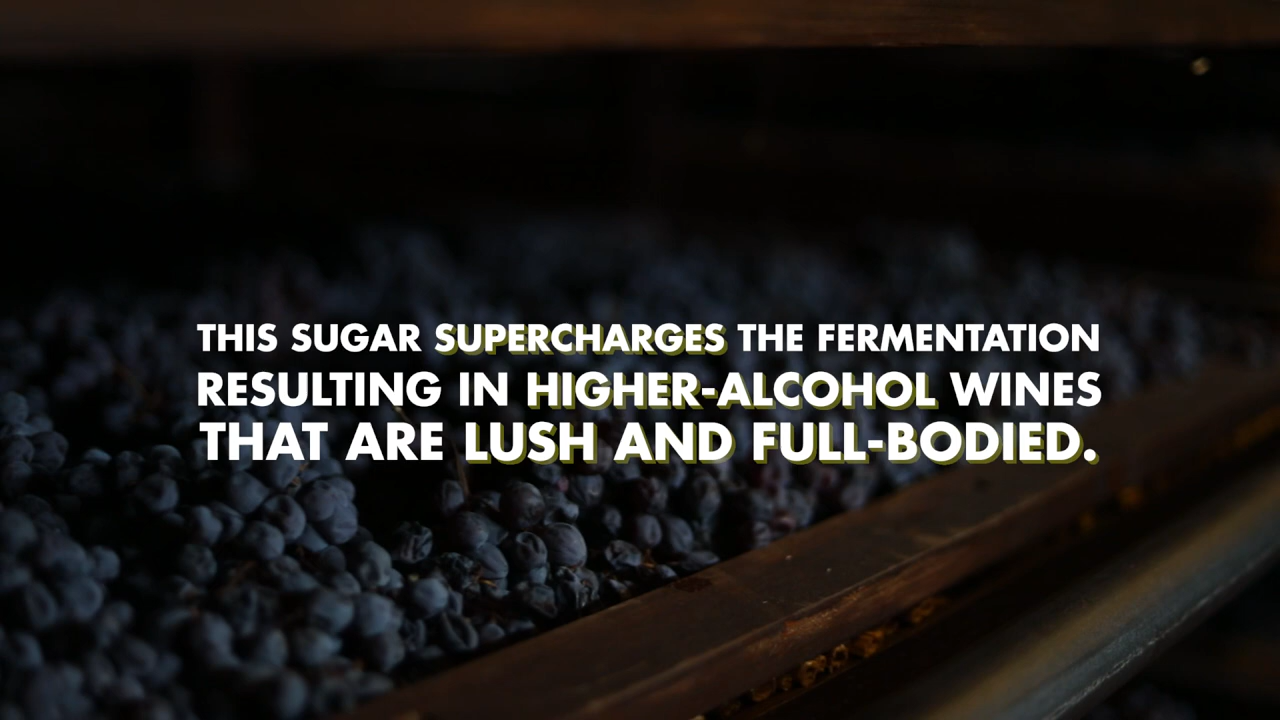 THIS SUGAR SUPERCHARGES THE FERMENTATION
RESULTING IN HIGHER-ALCOHOL WINES
THAT ARE LUSH AND FULL-BODIED.